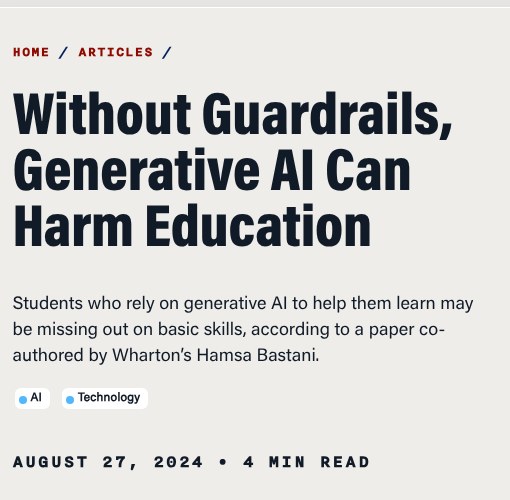 HOME / ARTICLES /
Without Guardrails,
Generative AI Can
Harm Education
Students who rely on generative AI to help them learn may
be missing out on basic skills, according to a paper co-
authored by Wharton’s Hamsa Bastani.
AI Technology
AUGUST 27, 2024 • 4 MIN READ